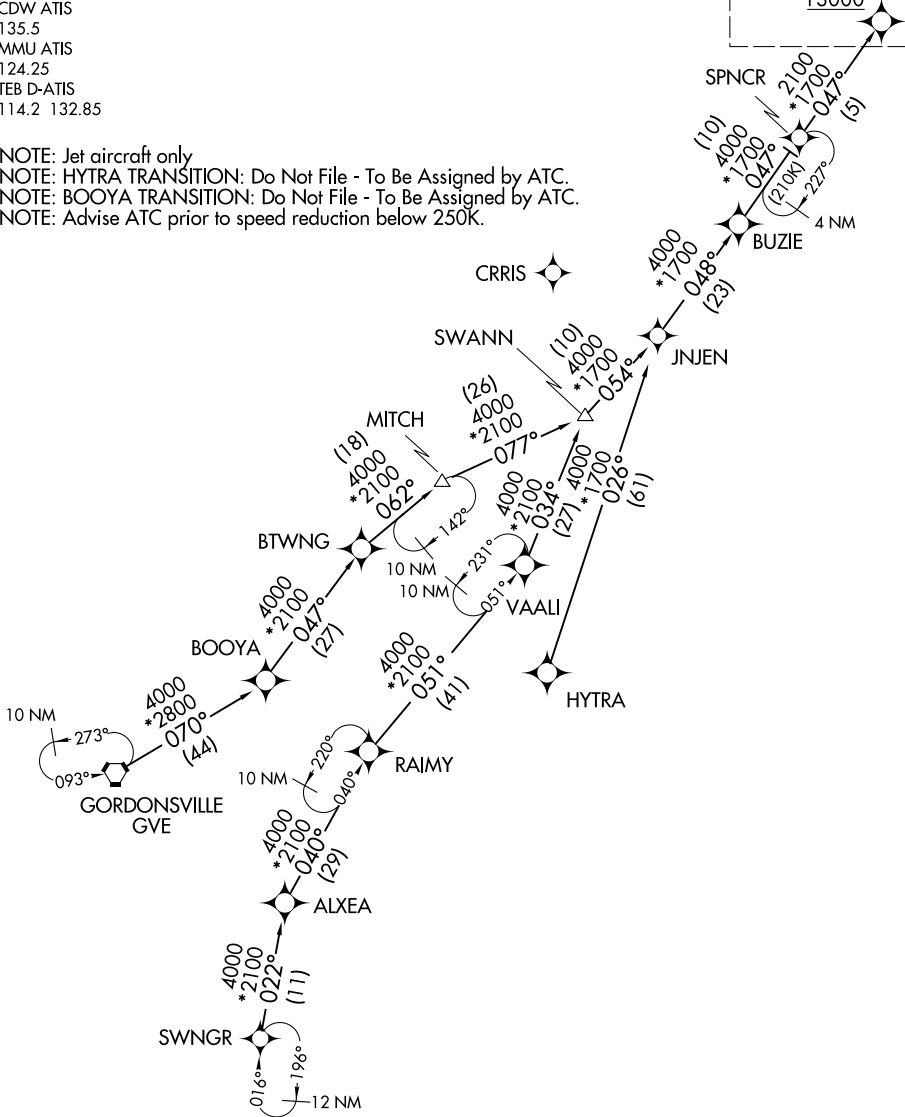 CDW ATIS
135.5
MMU ATIS
124.25
TEB D-ATIS
114.2 132.85
NOTE: Jet aircraft only
NOTE: HYTRA TRANSITION: Do Not File - To Be Assigned by ATC.
NOTE: BOOYA TRANSITION: Do Not File - To Be Assigned by ATC.
NOTE: Advise ATC prior to speed reduction below 250K.
13000
2100
*1700
047°
(5)
SPNCR
(10)
4000
*1700
047°
(210K)
227°
4 NM
BUZIE
4000
*1700
048°
(23)
CRRIS
JNJEN
SWANN
(10)
4000
*1700
054°
(26)
4000
*2100
077°
MITCH
(18)
4000
*2100
062°
142°
10 NM
4000
*2100
034°
(27)
4000
*1700
026°
(61)
BTWNG
231°
10 NM
051°
VAALI
4000
*2100
047°
(27)
BOOYA
4000
*2100
051°
(41)
HYTRA
4000
*2800
070°
(44)
10 NM
273°
093°
GORDONSVILLE
GVE
220°
10 NM
040°
RAIMY
4000
*2100
040°
(29)
ALXEA
4000
*2100
022°
(11)
SWNGR
016°
196°
12 NM